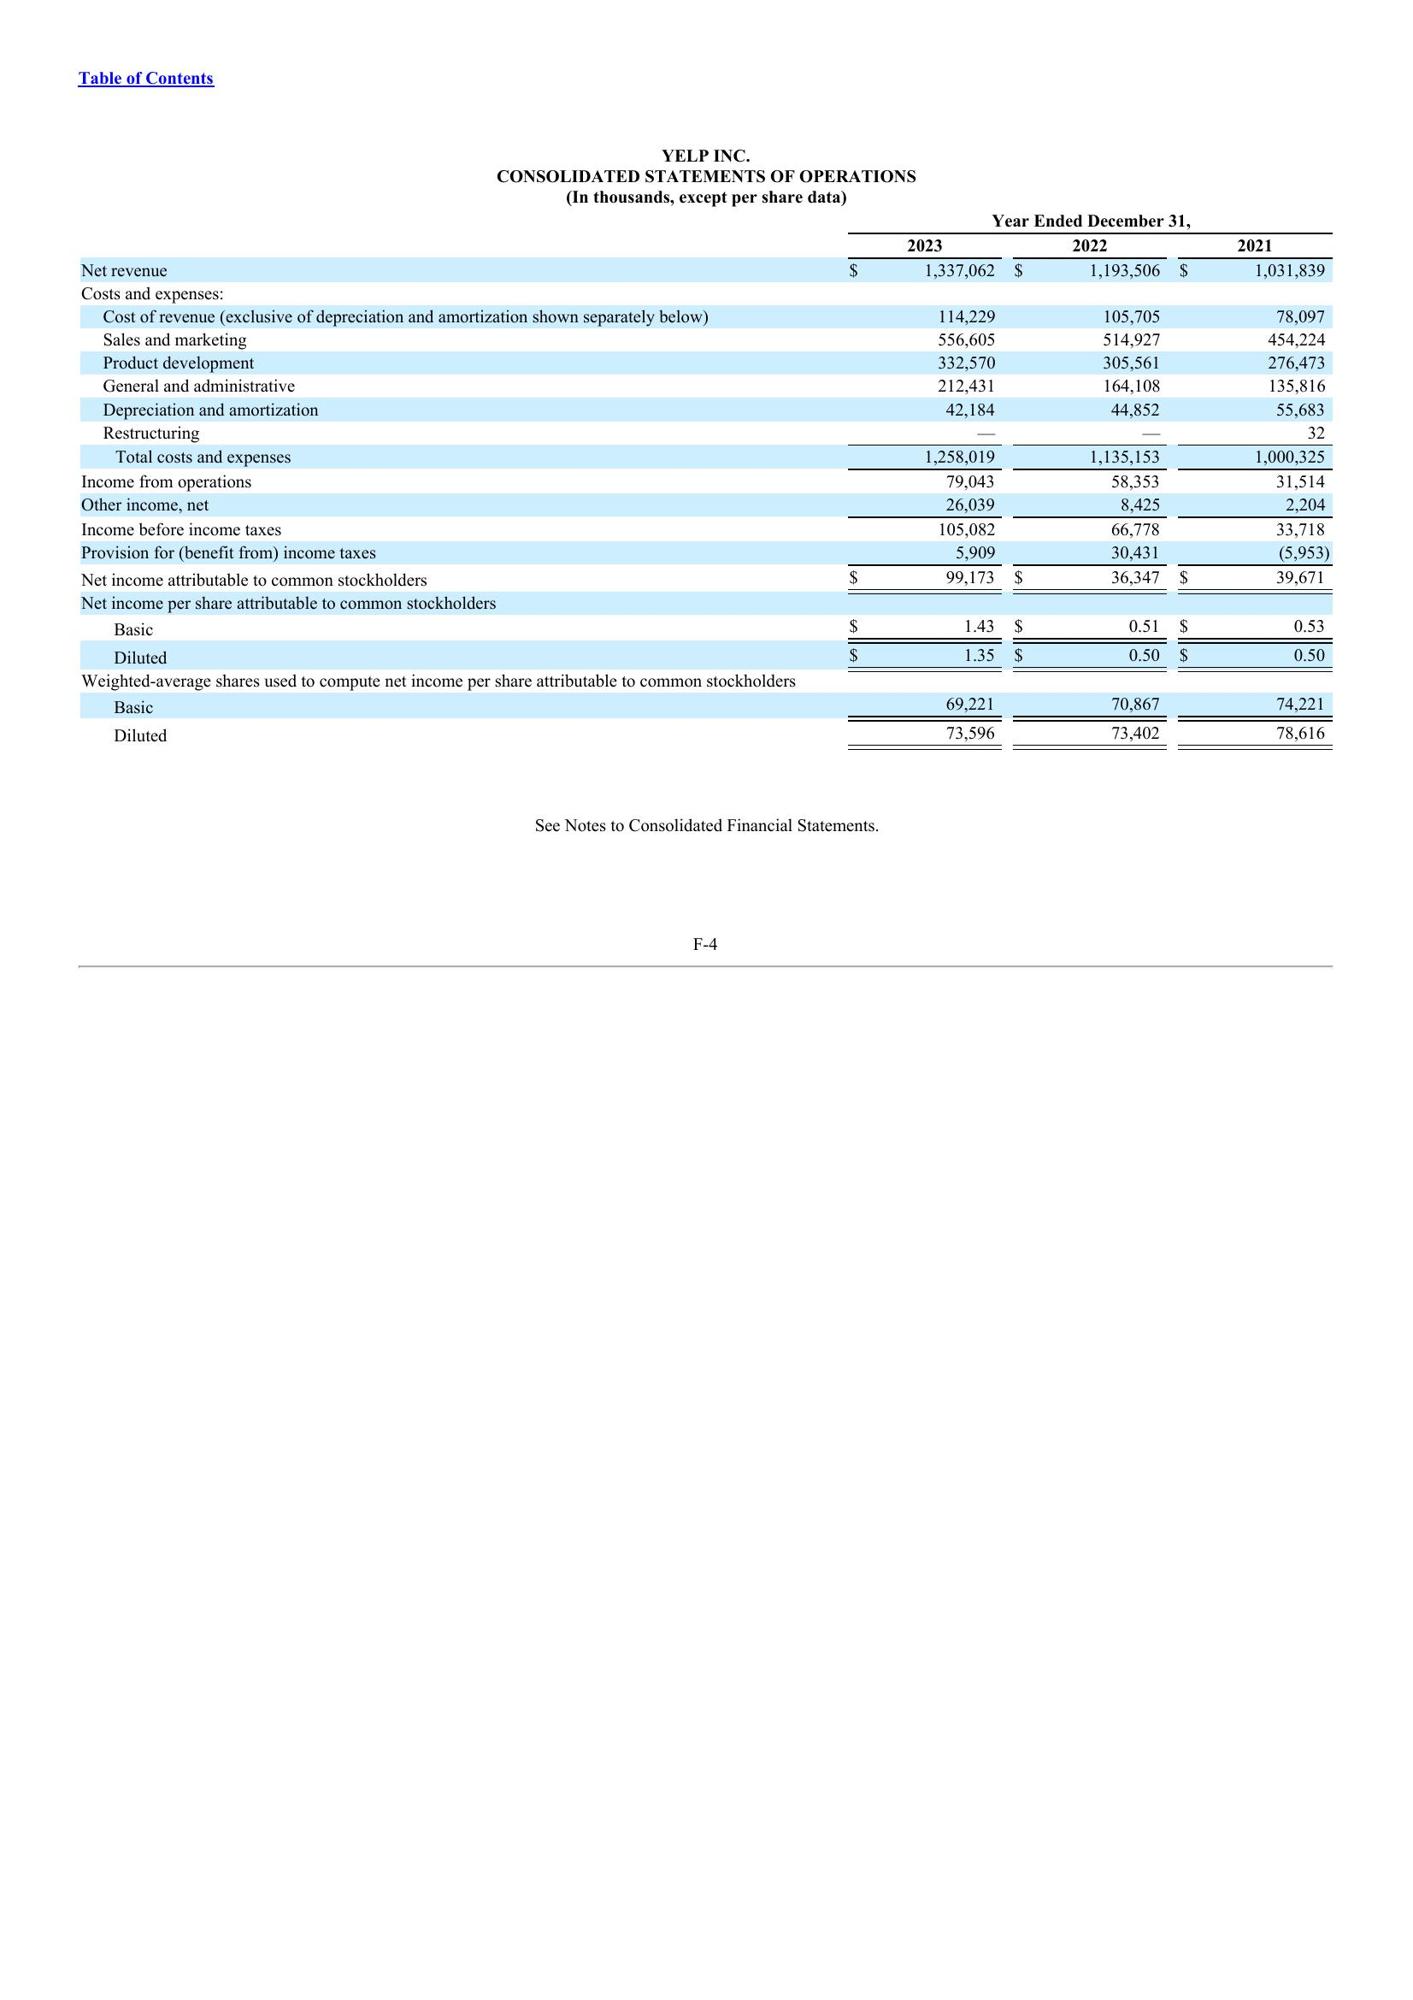 Table of Contents
YELP INC.
CONSOLIDATED STATEMENTS OF OPERATIONS
(In thousands, except per share data)
Year Ended December 31,
2023 2022 2021
Net revenue $ 1,337,062 $ 1,193,506 $ 1,031,839
Costs and expenses:
Cost of revenue (exclusive of depreciation and amortization shown separately below) 114,229 105,705 78,097
Sales and marketing 556,605 514,927 454,224
Product development 332,570 305,561 276,473
General and administrative 212,431 164,108 135,816
Depreciation and amortization 42,184 44,852 55,683
Restructuring — — 32
Total costs and expenses 1,258,019 1,135,153 1,000,325
Income from operations 79,043 58,353 31,514
Other income, net 26,039 8,425 2,204
Income before income taxes 105,082 66,778 33,718
Provision for (benefit from) income taxes 5,909 30,431 (5,953)
Net income attributable to common stockholders $ 99,173 $ 36,347 $ 39,671
Net income per share attributable to common stockholders
Basic $ 1.43 $ 0.51 $ 0.53
Diluted $ 1.35 $ 0.50 $ 0.50
Weighted-average shares used to compute net income per share attributable to common stockholders
Basic 69,221 70,867 74,221
Diluted 73,596 73,402 78,616
See Notes to Consolidated Financial Statements.
F-4